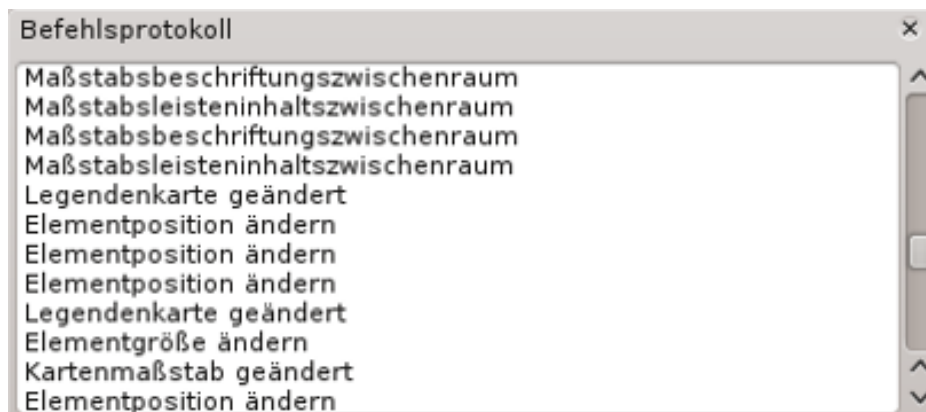 Befehlsprotokoll
Maßstabsbeschriftungszwischenraum
Maßstabsleisteninhaltszwischenraum
Maßstabsbeschriftungszwischenraum
Maßstabsleisteninhaltszwischenraum
Legendenkarte geändert
Elementposition ändern
Elementposition ändern
Elementposition ändern
Legendenkarte geändert
Elementgröße ändern
Kartenmaßstab geändert
Elementposition ändern